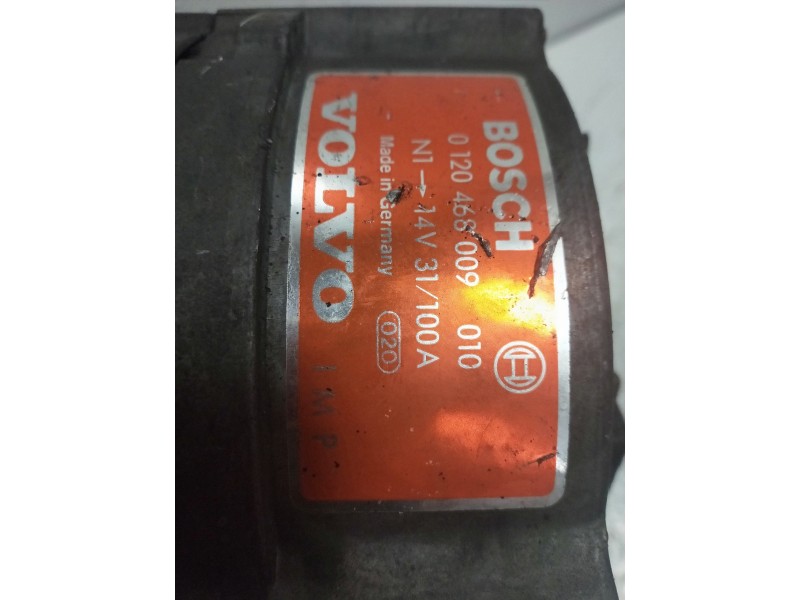 BOSCH
0 120 468 009 010
N1 → 14V 31/100A
Made in Germany 020
VOLVO I M P